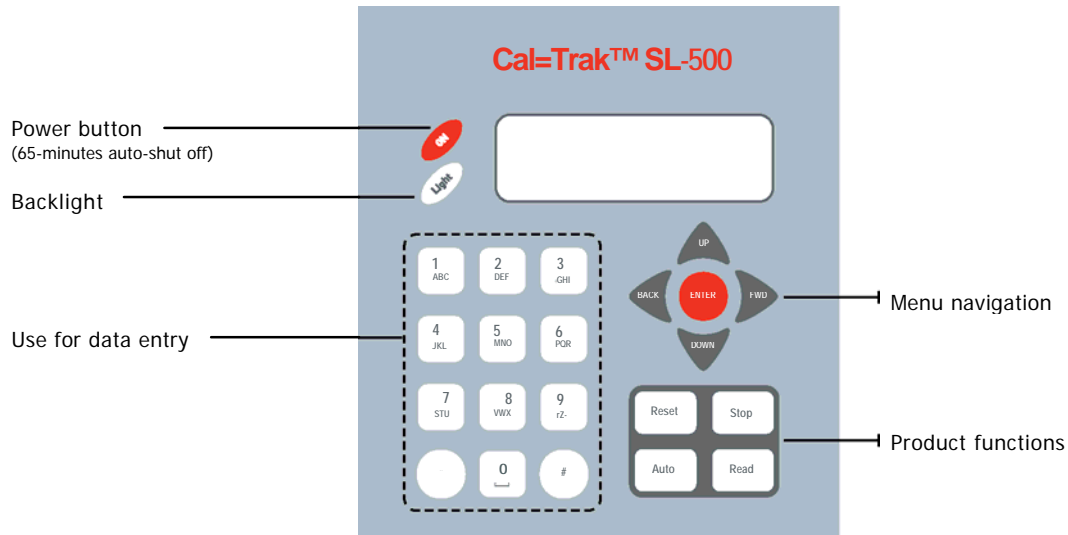 Cal=Trak™ SL-500
Power button
(65-minutes auto-shut off)
ON
Light
Backlight
UP
BACK
ENTER
FWD
DOWN
Menu navigation
1
ABC
2
DEF
3
.GHI
4
JKL
5
MNO
6
PQR
Use for data entry
7
STU
8
VWX
9
rZ-
0
#
Reset
Stop
Auto
Read
Product functions